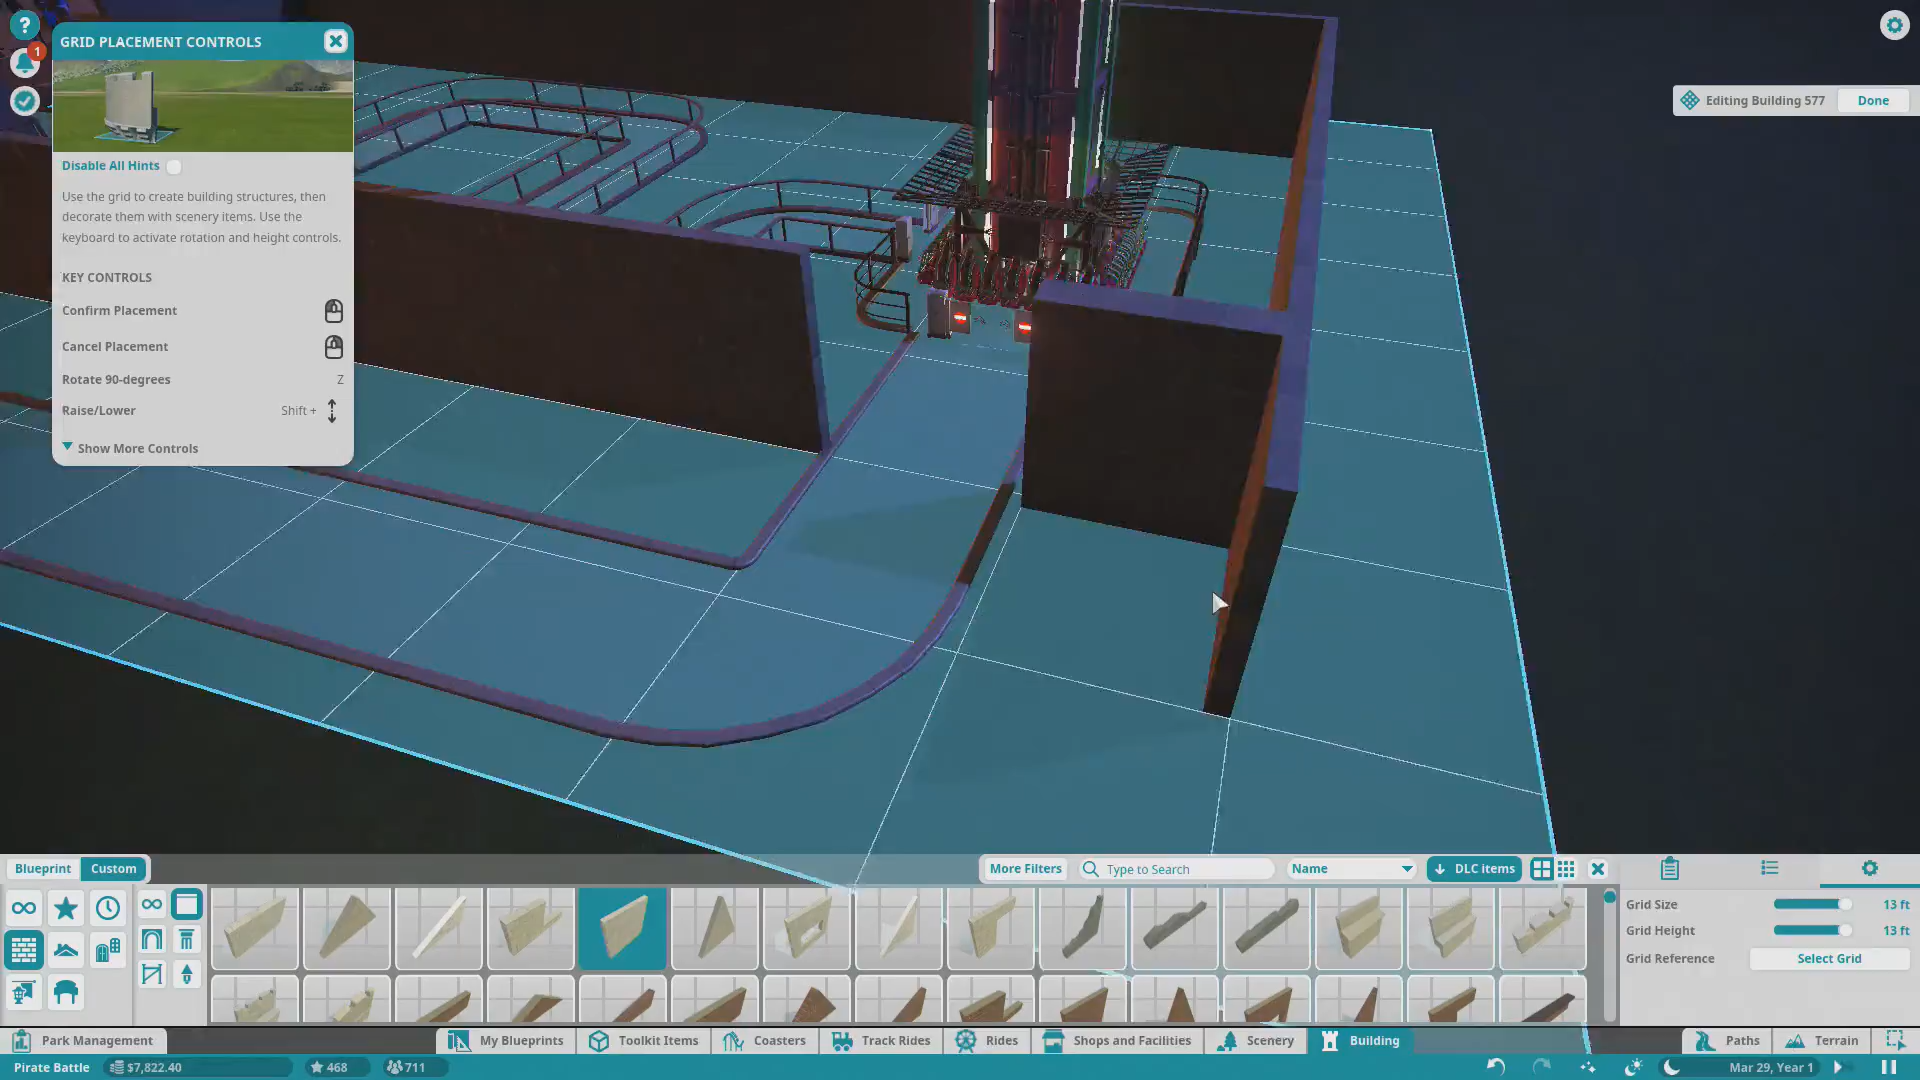 ?
GRID PLACEMENT CONTROLS
1
Editing Building 577
Done
Disable All Hints
Use the grid to create building structures, then
decorate them with scenery items. Use the
keyboard to activate rotation and height controls.
KEY CONTROLS
Confirm Placement
Cancel Placement
Rotate 90-degrees Z
Raise/Lower Shift +
Show More Controls
Blueprint Custom
More Filters Type to Search Name DLC items
Grid Size 13 ft
Grid Height 13 ft
Grid Reference Select Grid
Park Management My Blueprints Toolkit Items Coasters Track Rides Rides Shops and Facilities Scenery Building Paths Terrain
Pirate Battle $7,822.40 468 711 Mar 29, Year 1